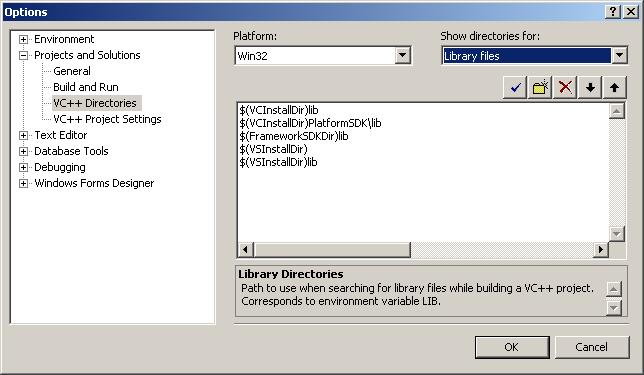 Options
Environment
Projects and Solutions
General
Build and Run
VC++ Directories
VC++ Project Settings
Text Editor
Database Tools
Debugging
Windows Forms Designer
Platform:
Show directories for:
Win32
Library files
$(VCInstallDir)lib
$(VCInstallDir)PlatformSDK\lib
$(FrameworkSDKDir)lib
$(VSInstallDir)
$(VSInstallDir)lib
Library Directories
Path to use when searching for library files while building a VC++ project.
Corresponds to environment variable LIB.
OK
Cancel